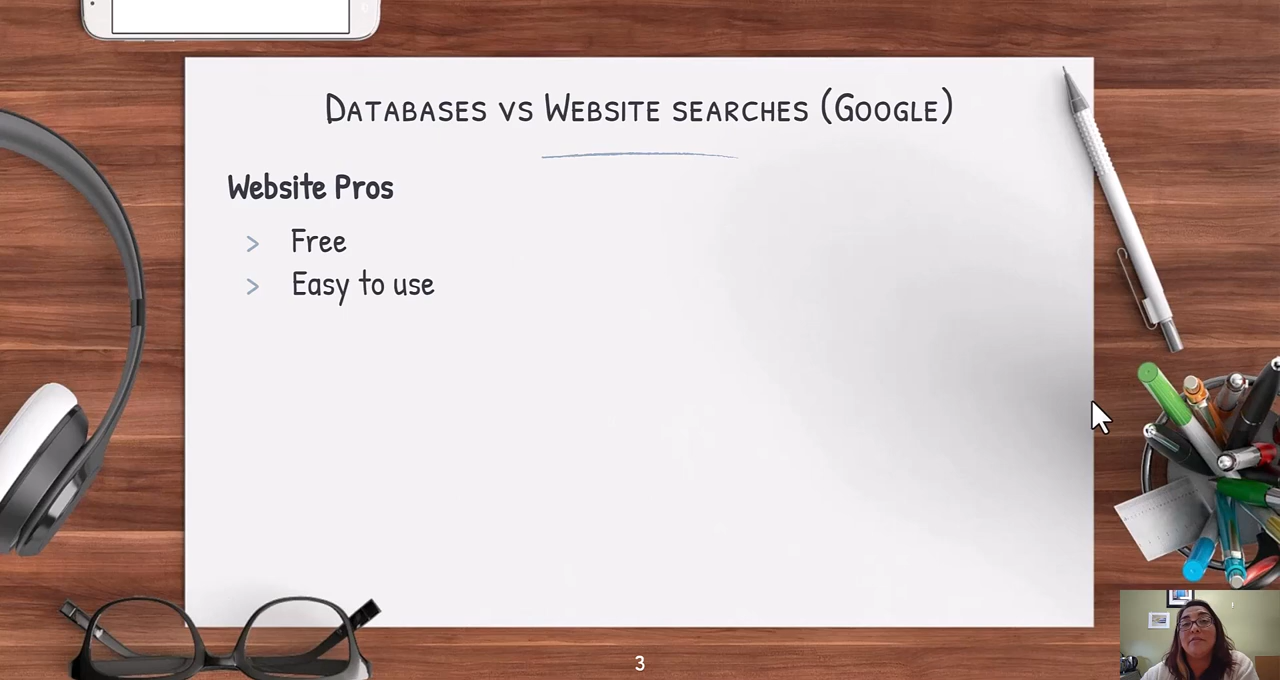 Databases vs Website searches (Google)
Website Pros
> Free
> Easy to use
3